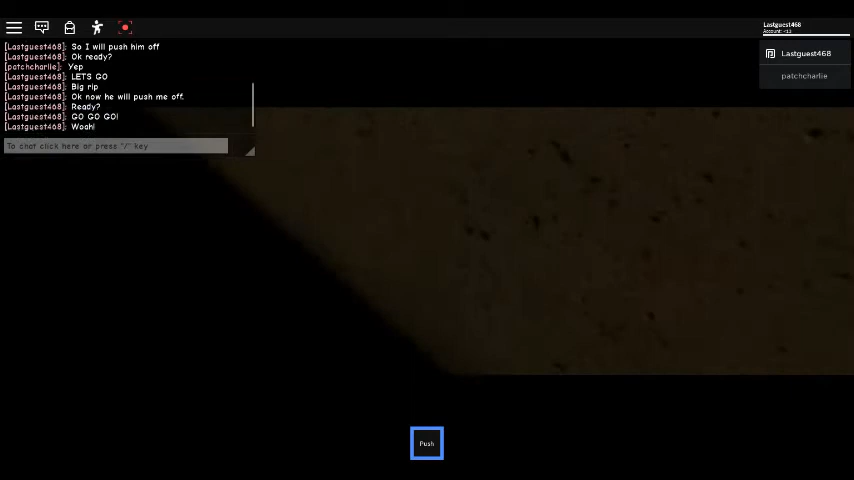 Lastguest468
Account: <13
[Lastguest468]: So I will push him off
[Lastguest468]: Ok ready?
[patchcharlie]: Yep
[Lastguest468]: LETS GO
[Lastguest468]: Big rip
[Lastguest468]: Ok now he will push me off.
[Lastguest468]: Ready?
[Lastguest468]: GO GO GO!
[Lastguest468]: Woah!
To chat click here or press "/" key
Lastguest468
patchcharlie
Push